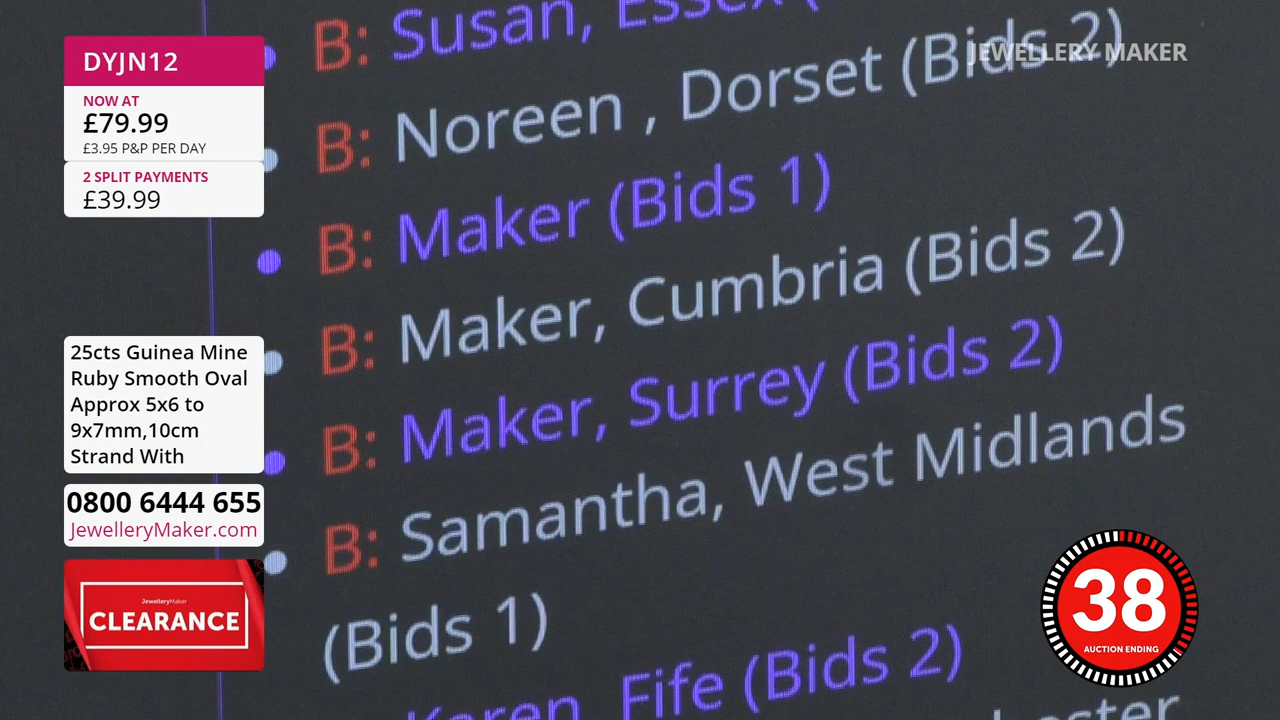 DYJN12
NOW AT
£79.99
£3.95 P&P PER DAY
2 SPLIT PAYMENTS
£39.99
25cts Guinea Mine
Ruby Smooth Oval
Approx 5x6 to
9x7mm,10cm
Strand With
0800 6444 655
JewelleryMaker.com
JewelleryMaker
CLEARANCE
JEWELLERY MAKER
B: Susan, Essex (
B: Noreen , Dorset (Bids 2)
B: Maker (Bids 1)
B: Maker, Cumbria (Bids 2)
B: Maker, Surrey (Bids 2)
B: Samantha, West Midlands
(Bids 1)
Karen, Fife (Bids 2)
38
AUCTION ENDING